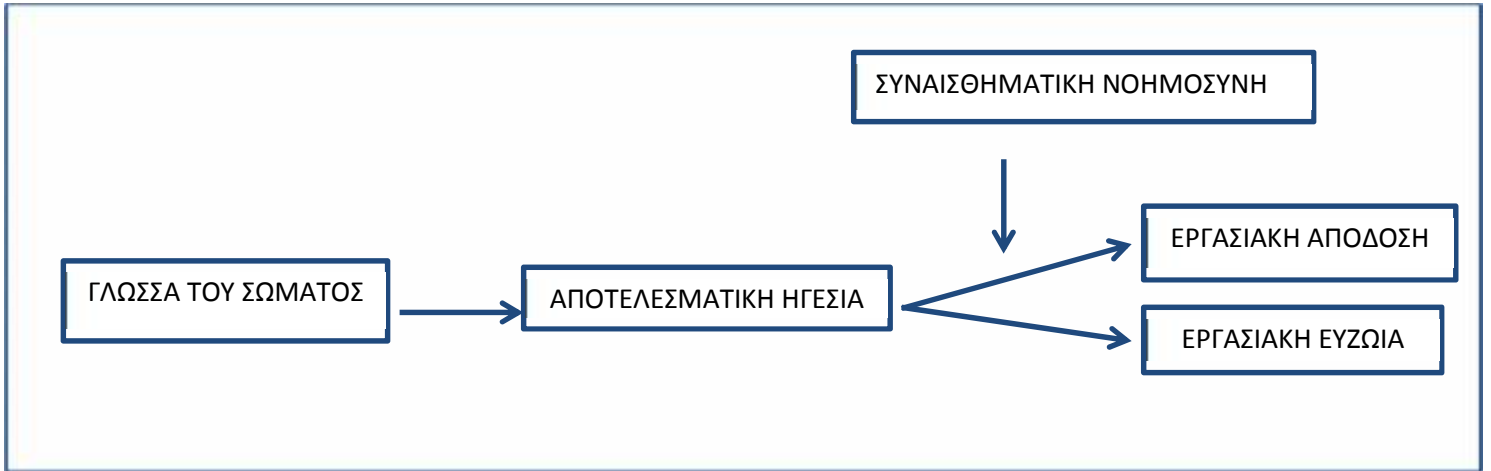 ΣΥΝΑΙΣΘΗΜΑΤΙΚΗ ΝΟΗΜΟΣΥΝΗ
ΕΡΓΑΣΙΑΚΗ ΑΠΟΔΟΣΗ
ΓΛΩΣΣΑ ΤΟΥ ΣΩΜΑΤΟΣ
ΑΠΟΤΕΛΕΣΜΑΤΙΚΗ ΗΓΕΣΙΑ
ΕΡΓΑΣΙΑΚΗ ΕΥΖΩΙΑ